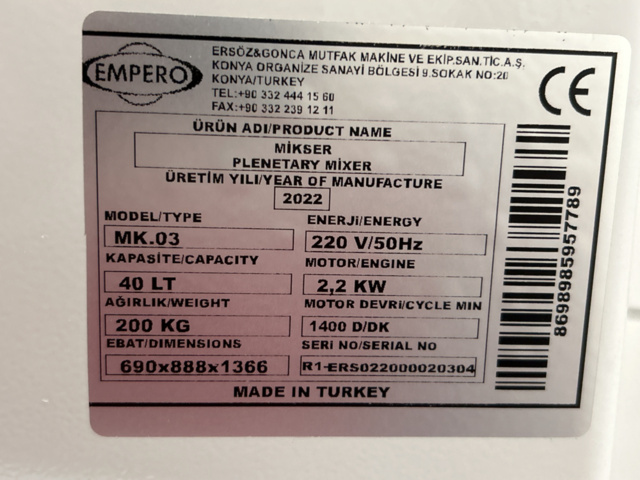 EMPERO
ERSÖZ&GONCA MUTFAK MAKİNE VE EKİP.SAN.TİC.A.Ş.
KONYA ORGANİZE SANAYİ BÖLGESİ 9.SOKAK NO:20
KONYA/TURKEY
TEL:+90 332 444 15 60
FAX:+90 332 239 12 11
CE
ÜRÜN ADI/PRODUCT NAME
MİKSER
PLENETARY MIXER
ÜRETİM YILI/YEAR OF MANUFACTURE
2022
MODEL/TYPE
MK.03
KAPASİTE/CAPACITY
40 LT
AĞIRLIK/WEIGHT
200 KG
EBAT/DIMENSIONS
690x888x1366
ENERJİ/ENERGY
220 V/50Hz
MOTOR/ENGINE
2,2 KW
MOTOR DEVRI/CYCLE MIN
1400 D/DK
SERI NO/SERIAL NO
R1-ERS022000020304
MADE IN TURKEY
8698985957789